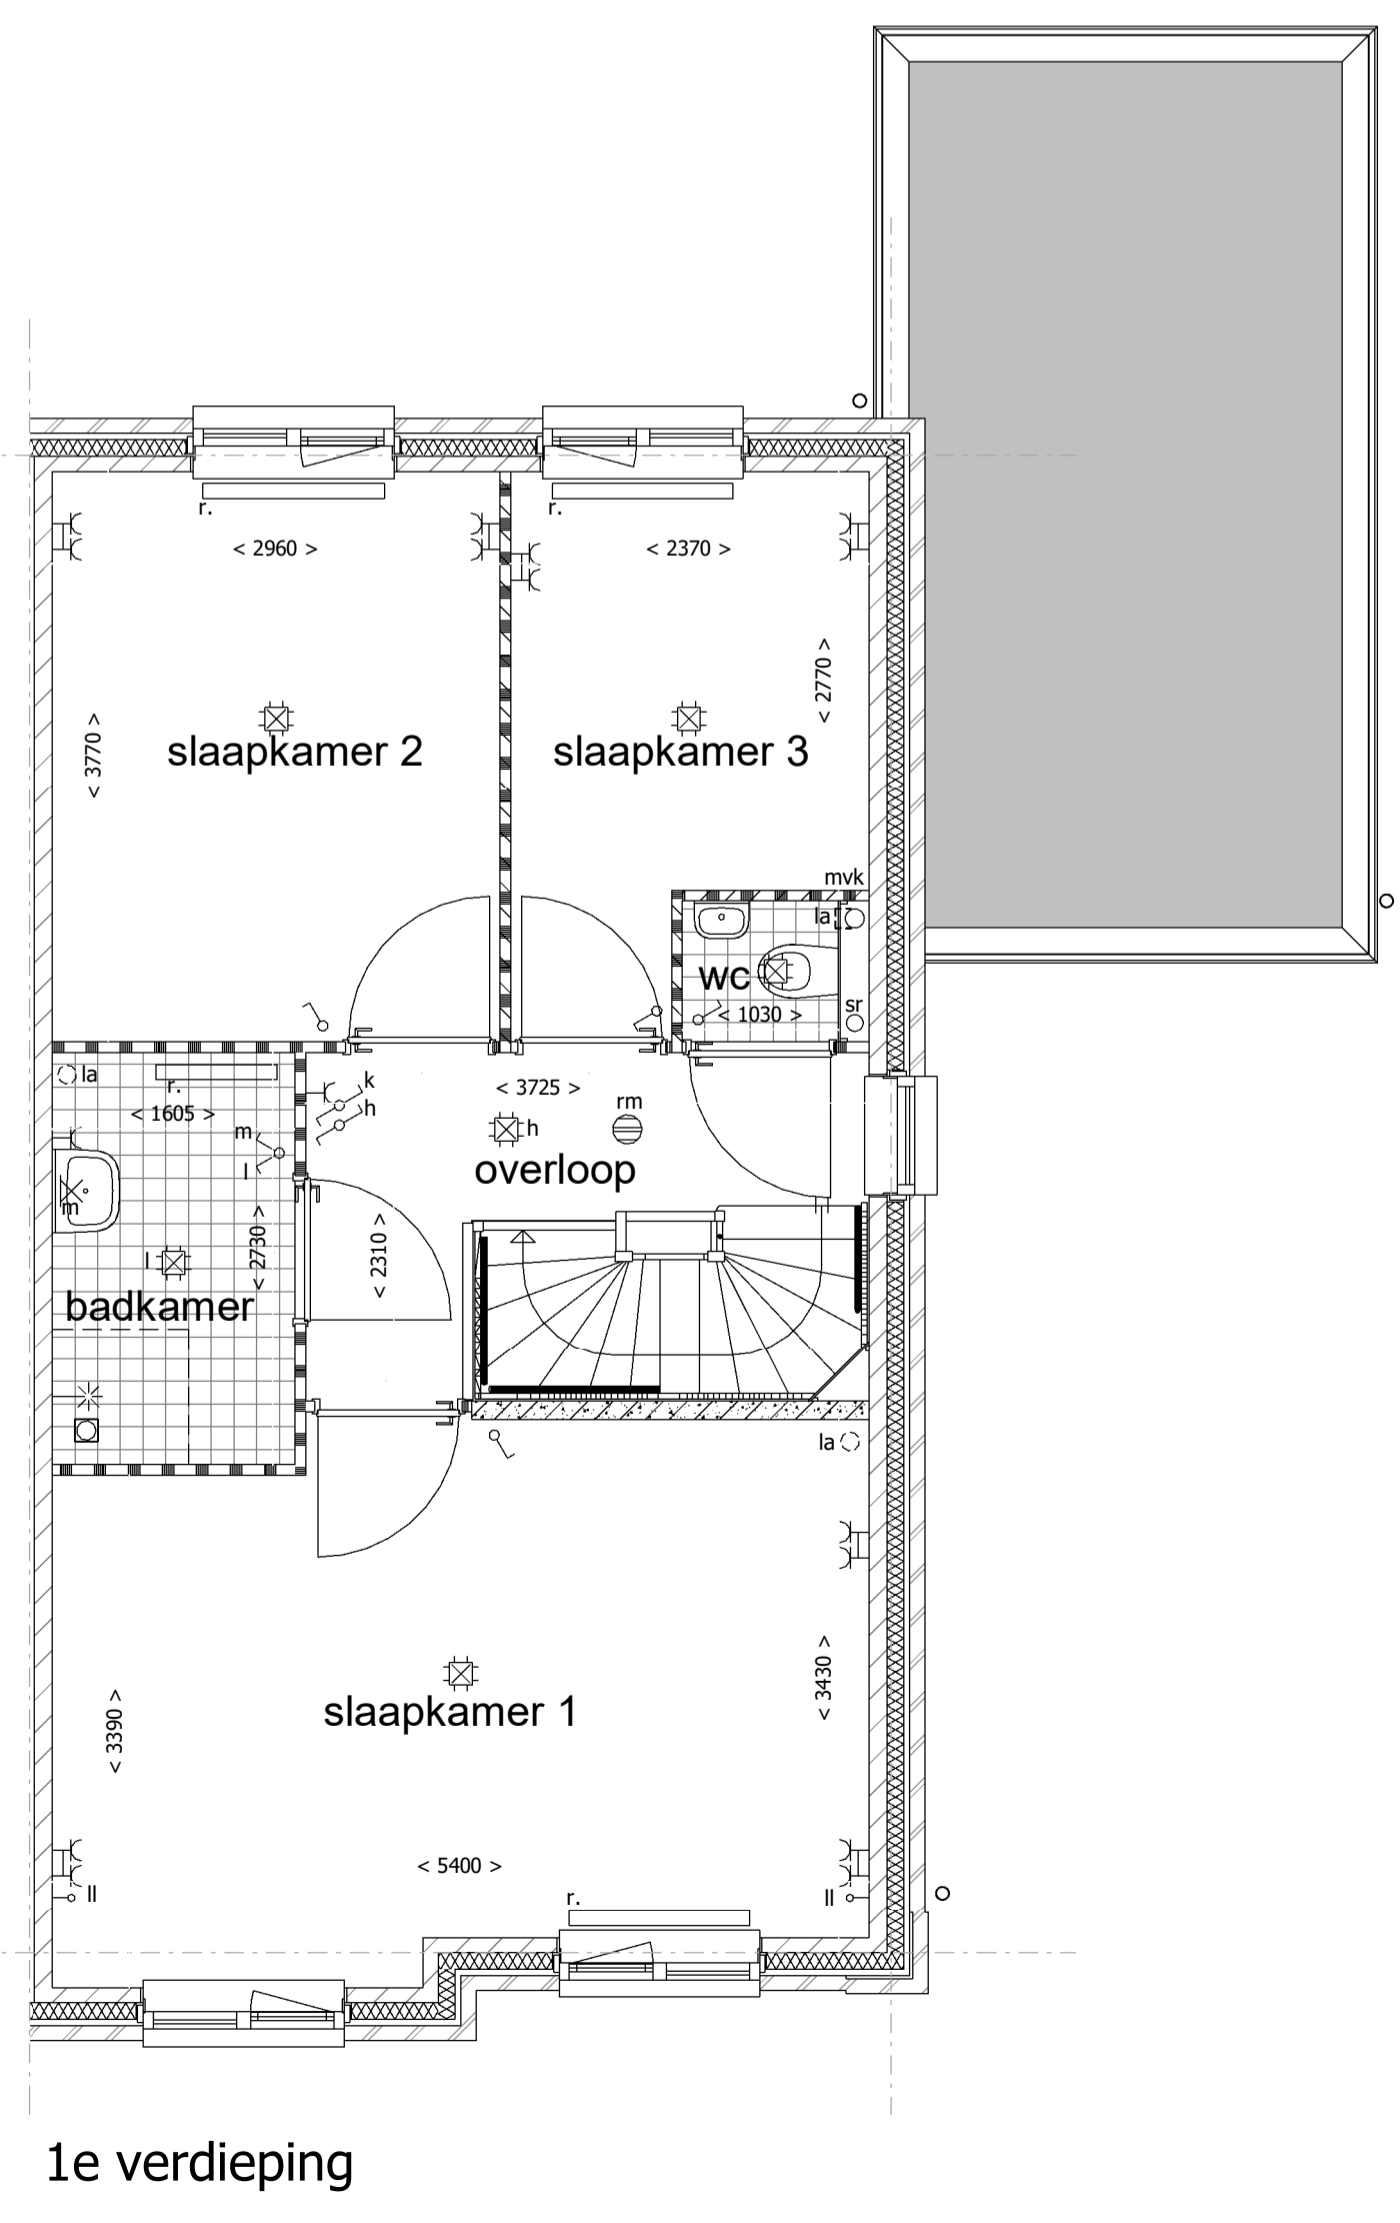 r.
r.
< 2960 >
< 2370 >
< 2770 >
< 3770 >
slaapkamer 2
slaapkamer 3
mvk
la
wc
sr
< 1030 >
la
r.
k
< 3725 >
< 1605 >
h
rm
m
h
l
overloop
m
< 2730 >
< 2310 >
l
badkamer
la
< 3430 >
< 3390 >
slaapkamer 1
< 5400 >
ll
r.
ll
1e verdieping